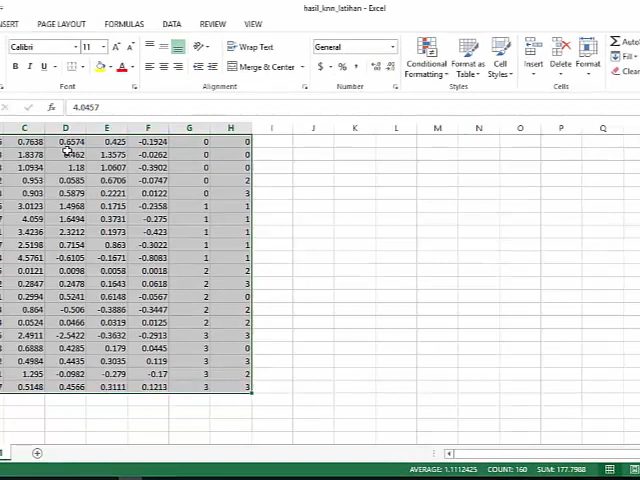 hasil_knn_latihan - Excel
NSERT PAGE LAYOUT FORMULAS DATA REVIEW VIEW
Calibri 11 A A Wrap Text General Conditional Format as Cell Insert Delete Format Auto
Formatting Table Styles Fill
B I U A Merge & Center $ % , Clea
Font Alignment Number Styles Cells
fx 4.0457
C D E F G H I J K L M N O P Q
0.7638 0.6574 0.425 -0.1924 0 0
1.8378 462 1.3575 -0.0262 0 0
1.0934 1.18 1.0607 -0.3902 0 0
0.953 0.0585 0.6706 -0.0747 0 2
0.903 0.5879 0.2221 0.0122 0 3
3.0123 1.4968 0.1715 -0.2358 1 1
4.059 1.6494 0.3731 -0.275 1 1
3.4236 2.3212 0.1973 -0.423 1 1
2.5198 0.7154 0.863 -0.3022 1 1
4.5761 -0.6105 -0.1671 -0.8083 1 1
0.0121 0.0098 0.0058 0.0018 2 2
0.2847 0.2478 0.1643 0.0618 2 3
0.2994 0.5241 0.6148 -0.0567 2 0
0.864 -0.506 -0.3886 -0.3447 2 2
0.0524 0.0466 0.0319 0.0125 2 2
2.4911 -2.5422 -0.3632 -0.2913 3 3
0.6888 0.4285 0.179 0.0445 3 0
0.4984 0.4435 0.3035 0.119 3 3
1.295 -0.0982 -0.279 -0.17 3 2
0.5148 0.4566 0.3111 0.1213 3 3
AVERAGE: 1.1112425 COUNT: 160 SUM: 177.7988